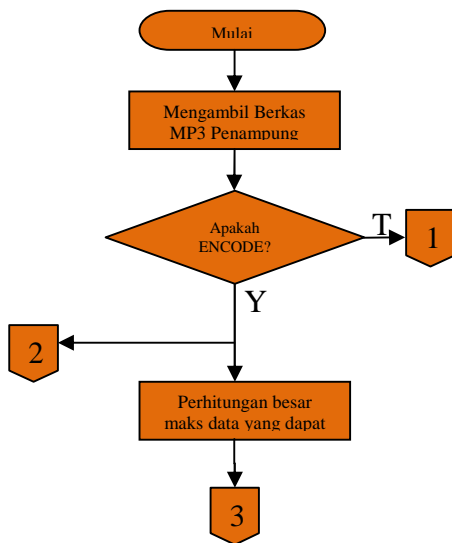 Mulai
Mengambil Berkas
MP3 Penampung
Apakah
ENCODE?
T
1
Y
2
Perhitungan besar
maks data yang dapat
3